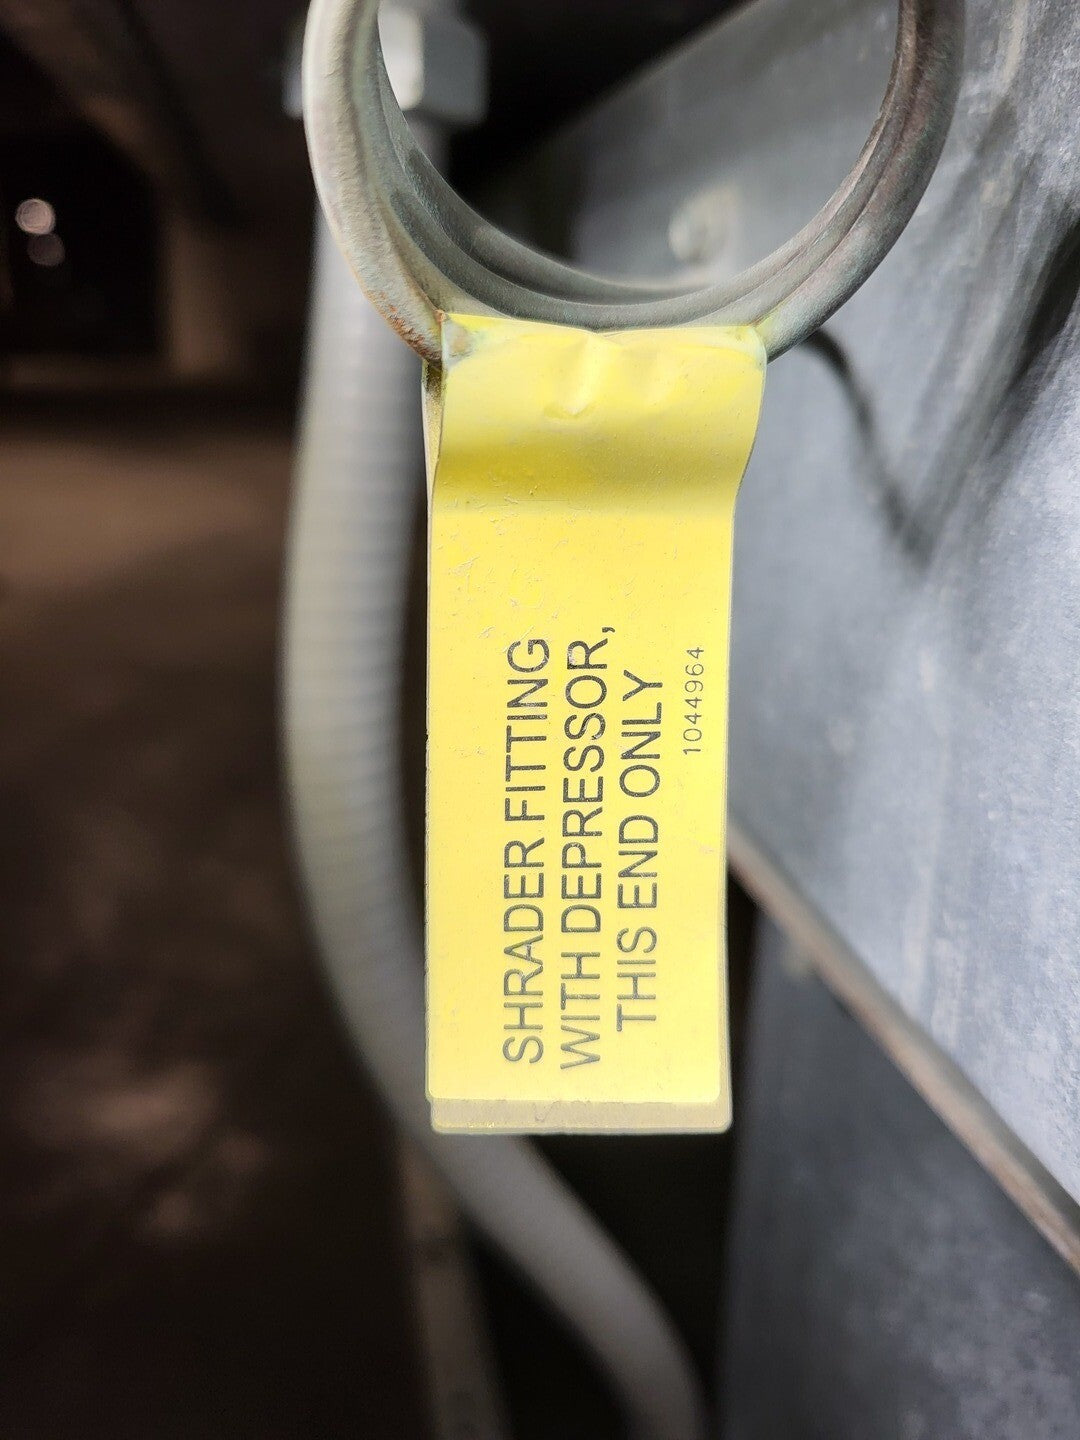 SHRADER FITTING
WITH DEPRESSOR,
THIS END ONLY
1044964